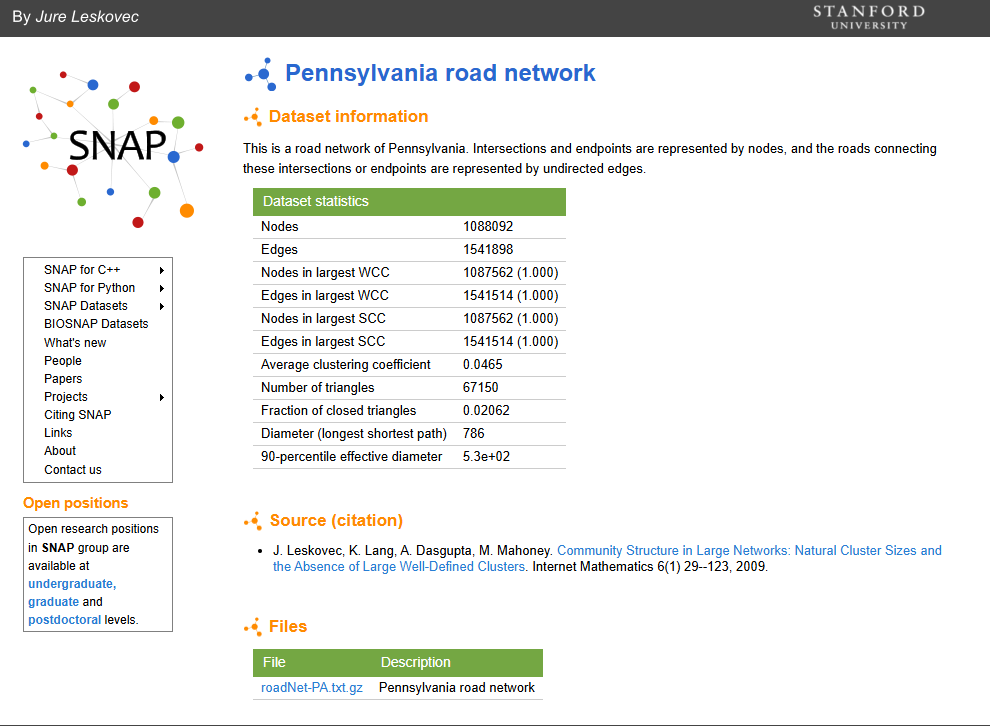 By Jure Leskovec
STANFORD
UNIVERSITY
SNAP
SNAP for C++
SNAP for Python
SNAP Datasets
BIOSNAP Datasets
What's new
People
Papers
Projects
Citing SNAP
Links
About
Contact us
Open positions
Open research positions
in SNAP group are
available at
undergraduate,
graduate and
postdoctoral levels.
Pennsylvania road network
Dataset information
This is a road network of Pennsylvania. Intersections and endpoints are represented by nodes, and the roads connecting
these intersections or endpoints are represented by undirected edges.
Dataset statistics
Nodes 1088092
Edges 1541898
Nodes in largest WCC 1087562 (1.000)
Edges in largest WCC 1541514 (1.000)
Nodes in largest SCC 1087562 (1.000)
Edges in largest SCC 1541514 (1.000)
Average clustering coefficient 0.0465
Number of triangles 67150
Fraction of closed triangles 0.02062
Diameter (longest shortest path) 786
90-percentile effective diameter 5.3e+02
Source (citation)
• J. Leskovec, K. Lang, A. Dasgupta, M. Mahoney. Community Structure in Large Networks: Natural Cluster Sizes and
the Absence of Large Well-Defined Clusters. Internet Mathematics 6(1) 29--123, 2009.
Files
File Description
roadNet-PA.txt.gz Pennsylvania road network